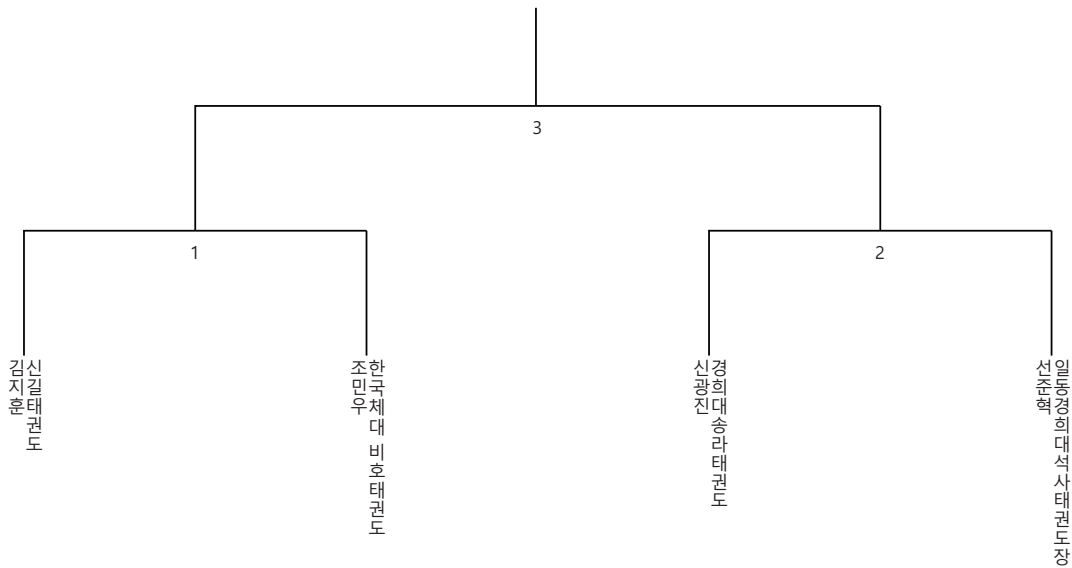 3
1
2
김지훈
신길태권도
조민우
한국체대 비호태권도
신광진
경희대송라태권도
선준혁
일동경희대석사태권도장